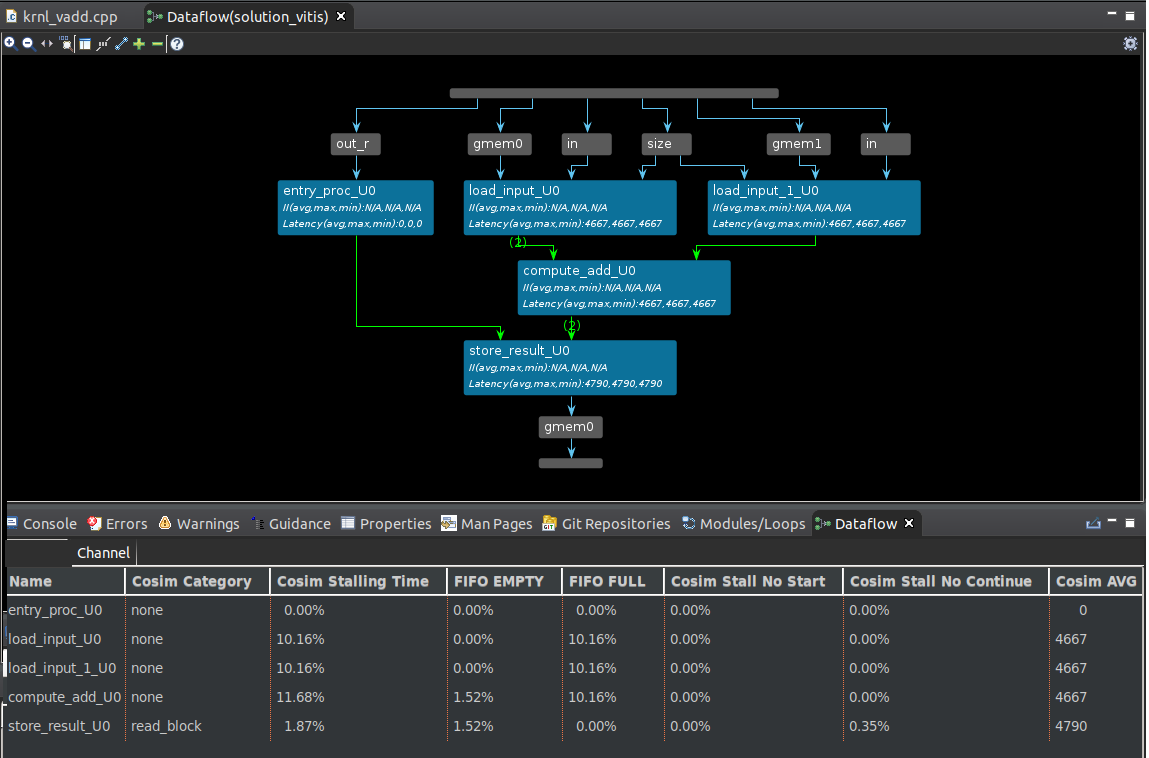 krnl_vadd.cpp Dataflow(solution_vitis)
out_r gmem0 in size gmem1 in
entry_proc_U0 load_input_U0 load_input_1_U0
II(avg,max,min):N/A,N/A,N/A II(avg,max,min):N/A,N/A,N/A II(avg,max,min):N/A,N/A,N/A
Latency(avg,max,min):0,0,0 Latency(avg,max,min):4667,4667,4667 Latency(avg,max,min):4667,4667,4667
(2)
compute_add_U0
II(avg,max,min):N/A,N/A,N/A
Latency(avg,max,min):4667,4667,4667
(2)
store_result_U0
II(avg,max,min):N/A,N/A,N/A
Latency(avg,max,min):4790,4790,4790
gmem0
Console Errors Warnings Guidance Properties Man Pages Git Repositories Modules/Loops Dataflow
Channel
Name Cosim Category Cosim Stalling Time FIFO EMPTY FIFO FULL Cosim Stall No Start Cosim Stall No Continue Cosim AVG
entry_proc_U0 none 0.00% 0.00% 0.00% 0.00% 0.00% 0
load_input_U0 none 10.16% 0.00% 10.16% 0.00% 0.00% 4667
load_input_1_U0 none 10.16% 0.00% 10.16% 0.00% 0.00% 4667
compute_add_U0 none 11.68% 1.52% 10.16% 0.00% 0.00% 4667
store_result_U0 read_block 1.87% 1.52% 0.00% 0.00% 0.35% 4790